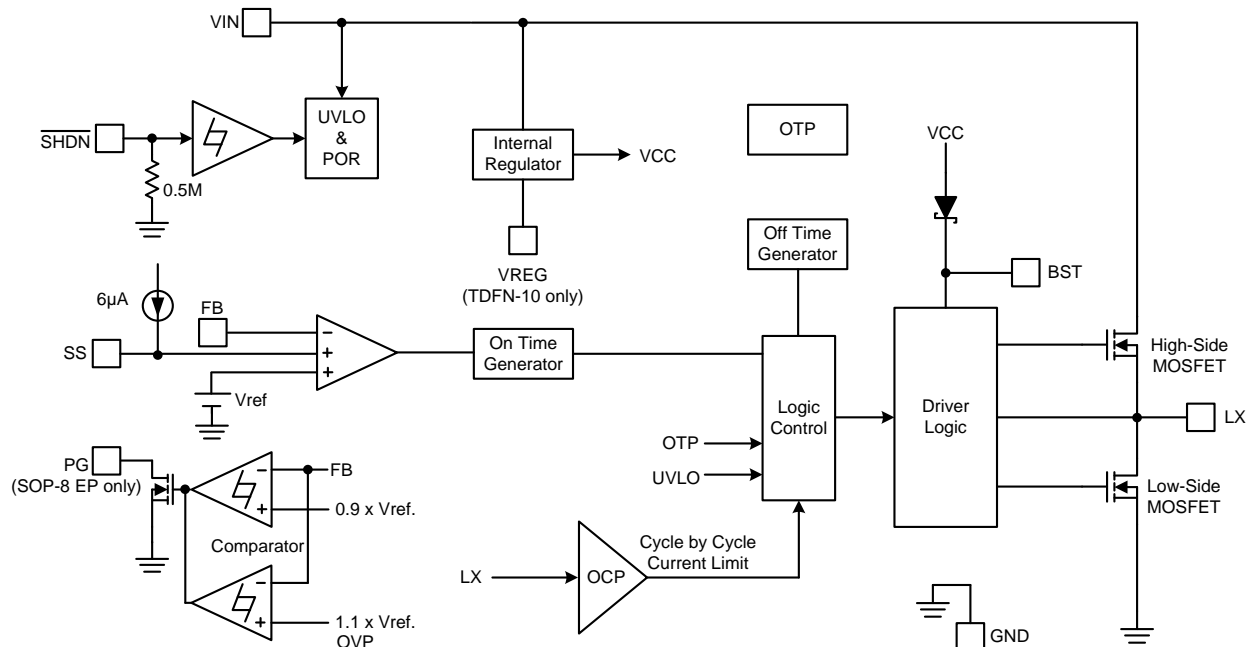 VIN
SHDN
0.5M
UVLO
&
POR
Internal
Regulator
VCC
VREG
(TDFN-10 only)
OTP
Off Time
Generator
VCC
BST
6µA
FB
SS
Vref
On Time
Generator
Logic
Control
OTP
UVLO
Driver
Logic
High-Side
MOSFET
LX
Low-Side
MOSFET
PG
(SOP-8 EP only)
FB
0.9 x Vref.
Comparator
1.1 x Vref.
OVP
LX
OCP
Cycle by Cycle
Current Limit
GND